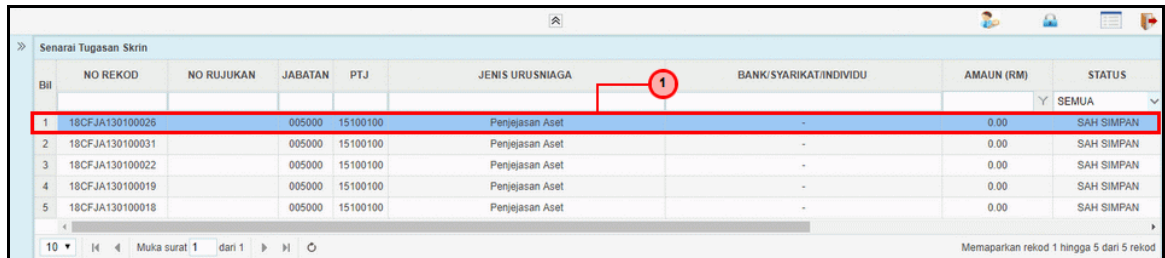 Senarai Tugasan Skrin
Bil NO REKOD NO RUJUKAN JABATAN PTJ JENIS URUSNIAGA BANK/SYARIKAT/INDIVIDU AMAUN (RM) STATUS
1
SEMUA
1 18CFJA130100026 005000 15100100 Penjejasan Aset - 0.00 SAH SIMPAN
2 18CFJA130100031 005000 15100100 Penjejasan Aset - 0.00 SAH SIMPAN
3 18CFJA130100022 005000 15100100 Penjejasan Aset - 0.00 SAH SIMPAN
4 18CFJA130100019 005000 15100100 Penjejasan Aset - 0.00 SAH SIMPAN
5 18CFJA130100018 005000 15100100 Penjejasan Aset - 0.00 SAH SIMPAN
10 Muka surat 1 dari 1 Memaparkan rekod 1 hingga 5 dari 5 rekod